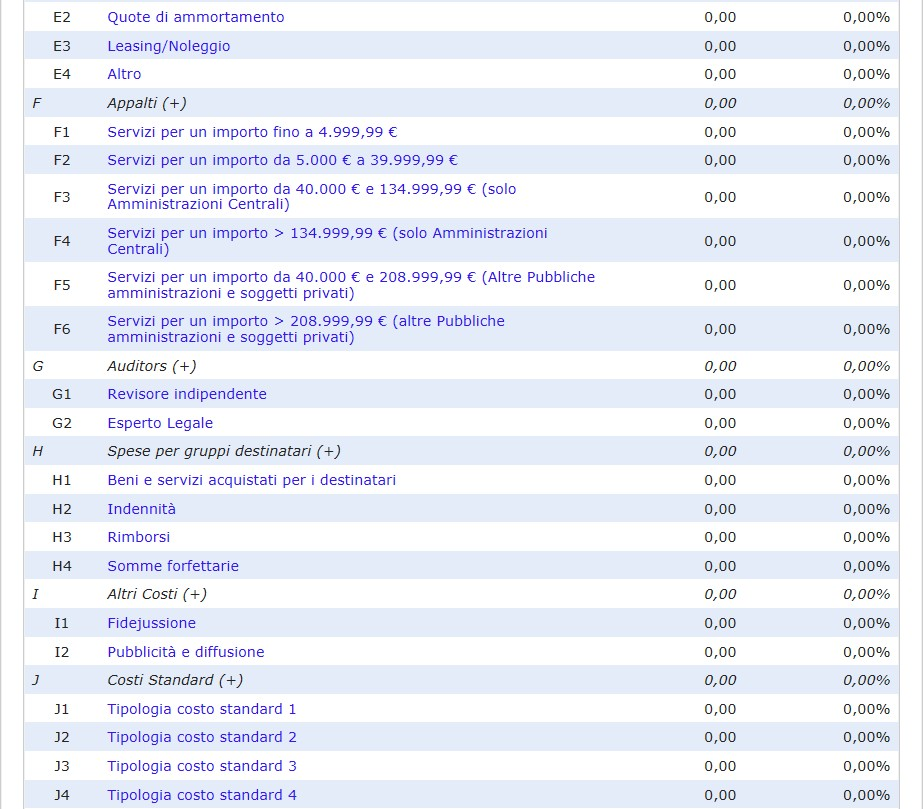 E2 Quote di ammortamento 0,00 0,00%
E3 Leasing/Noleggio 0,00 0,00%
E4 Altro 0,00 0,00%
F Appalti (+) 0,00 0,00%
F1 Servizi per un importo fino a 4.999,99 € 0,00 0,00%
F2 Servizi per un importo da 5.000 € a 39.999,99 € 0,00 0,00%
F3 Servizi per un importo da 40.000 € e 134.999,99 € (solo
Amministrazioni Centrali) 0,00 0,00%
F4 Servizi per un importo > 134.999,99 € (solo Amministrazioni
Centrali) 0,00 0,00%
F5 Servizi per un importo da 40.000 € e 208.999,99 € (Altre Pubbliche
amministrazioni e soggetti privati) 0,00 0,00%
F6 Servizi per un importo > 208.999,99 € (altre Pubbliche
amministrazioni e soggetti privati) 0,00 0,00%
G Auditors (+) 0,00 0,00%
G1 Revisore indipendente 0,00 0,00%
G2 Esperto Legale 0,00 0,00%
H Spese per gruppi destinatari (+) 0,00 0,00%
H1 Beni e servizi acquistati per i destinatari 0,00 0,00%
H2 Indennità 0,00 0,00%
H3 Rimborsi 0,00 0,00%
H4 Somme forfettarie 0,00 0,00%
I Altri Costi (+) 0,00 0,00%
I1 Fidejussione 0,00 0,00%
I2 Pubblicità e diffusione 0,00 0,00%
J Costi Standard (+) 0,00 0,00%
J1 Tipologia costo standard 1 0,00 0,00%
J2 Tipologia costo standard 2 0,00 0,00%
J3 Tipologia costo standard 3 0,00 0,00%
J4 Tipologia costo standard 4 0,00 0,00%